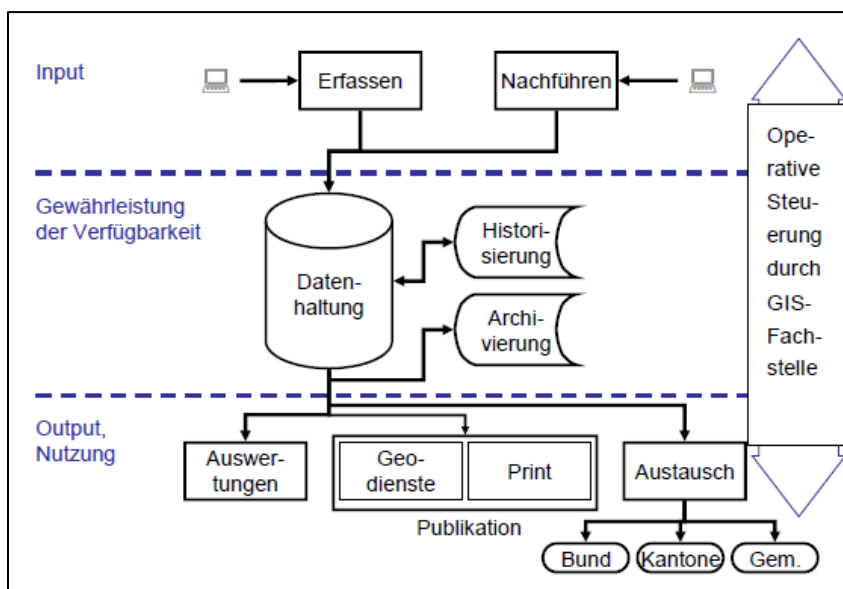 Input
Erfassen
Nachführen
Gewährleistung
der Verfügbarkeit
Daten-
haltung
Histori-
sierung
Archi-
vierung
Output,
Nutzung
Auswer-
tungen
Geo-
dienste
Print
Publikation
Austausch
Bund
Kantone
Gem.
Ope-
rative
Steu-
erung
durch
GIS-
Fach-
stelle